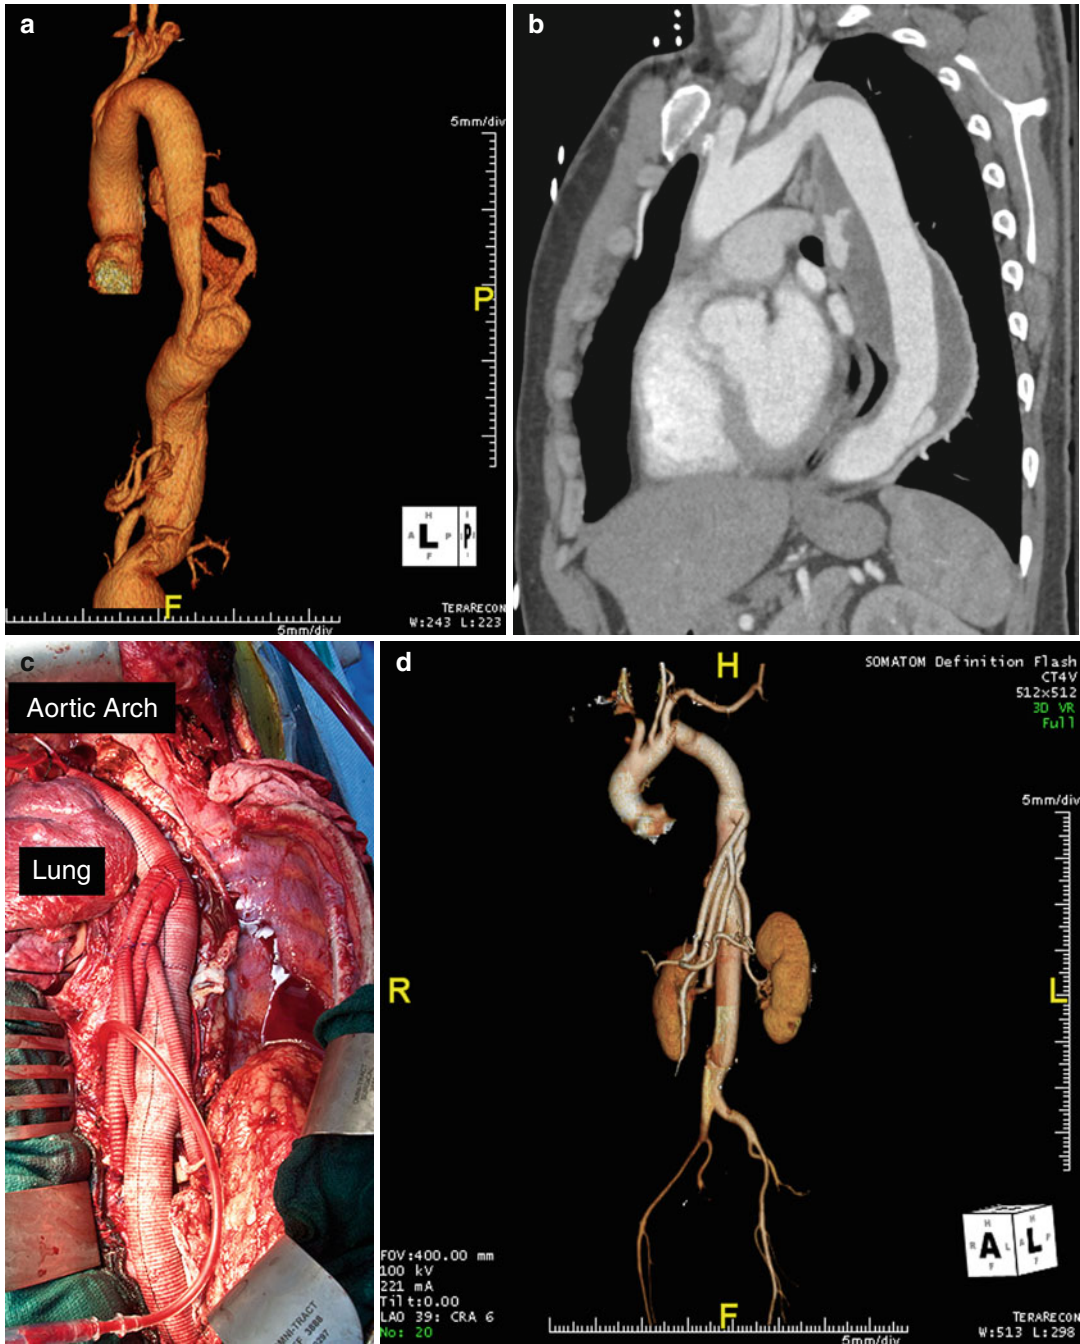 a
5mm/div
P
H
A L P
F
I
P
I
F
TERARECON
W:243 L:223
5mm/div
b
c
Aortic Arch
Lung
d
H
SOMATOM Definition Flash
CT4V
512x512
3D VR
Full
5mm/div
R
L
FOV:400.00 mm
100 kV
221 mA
Tilt:0.00
LAO 39: CRA 6
No: 20
F
H H
R A L A L P
F F
TERARECON
W:513 L:298
5mm/div